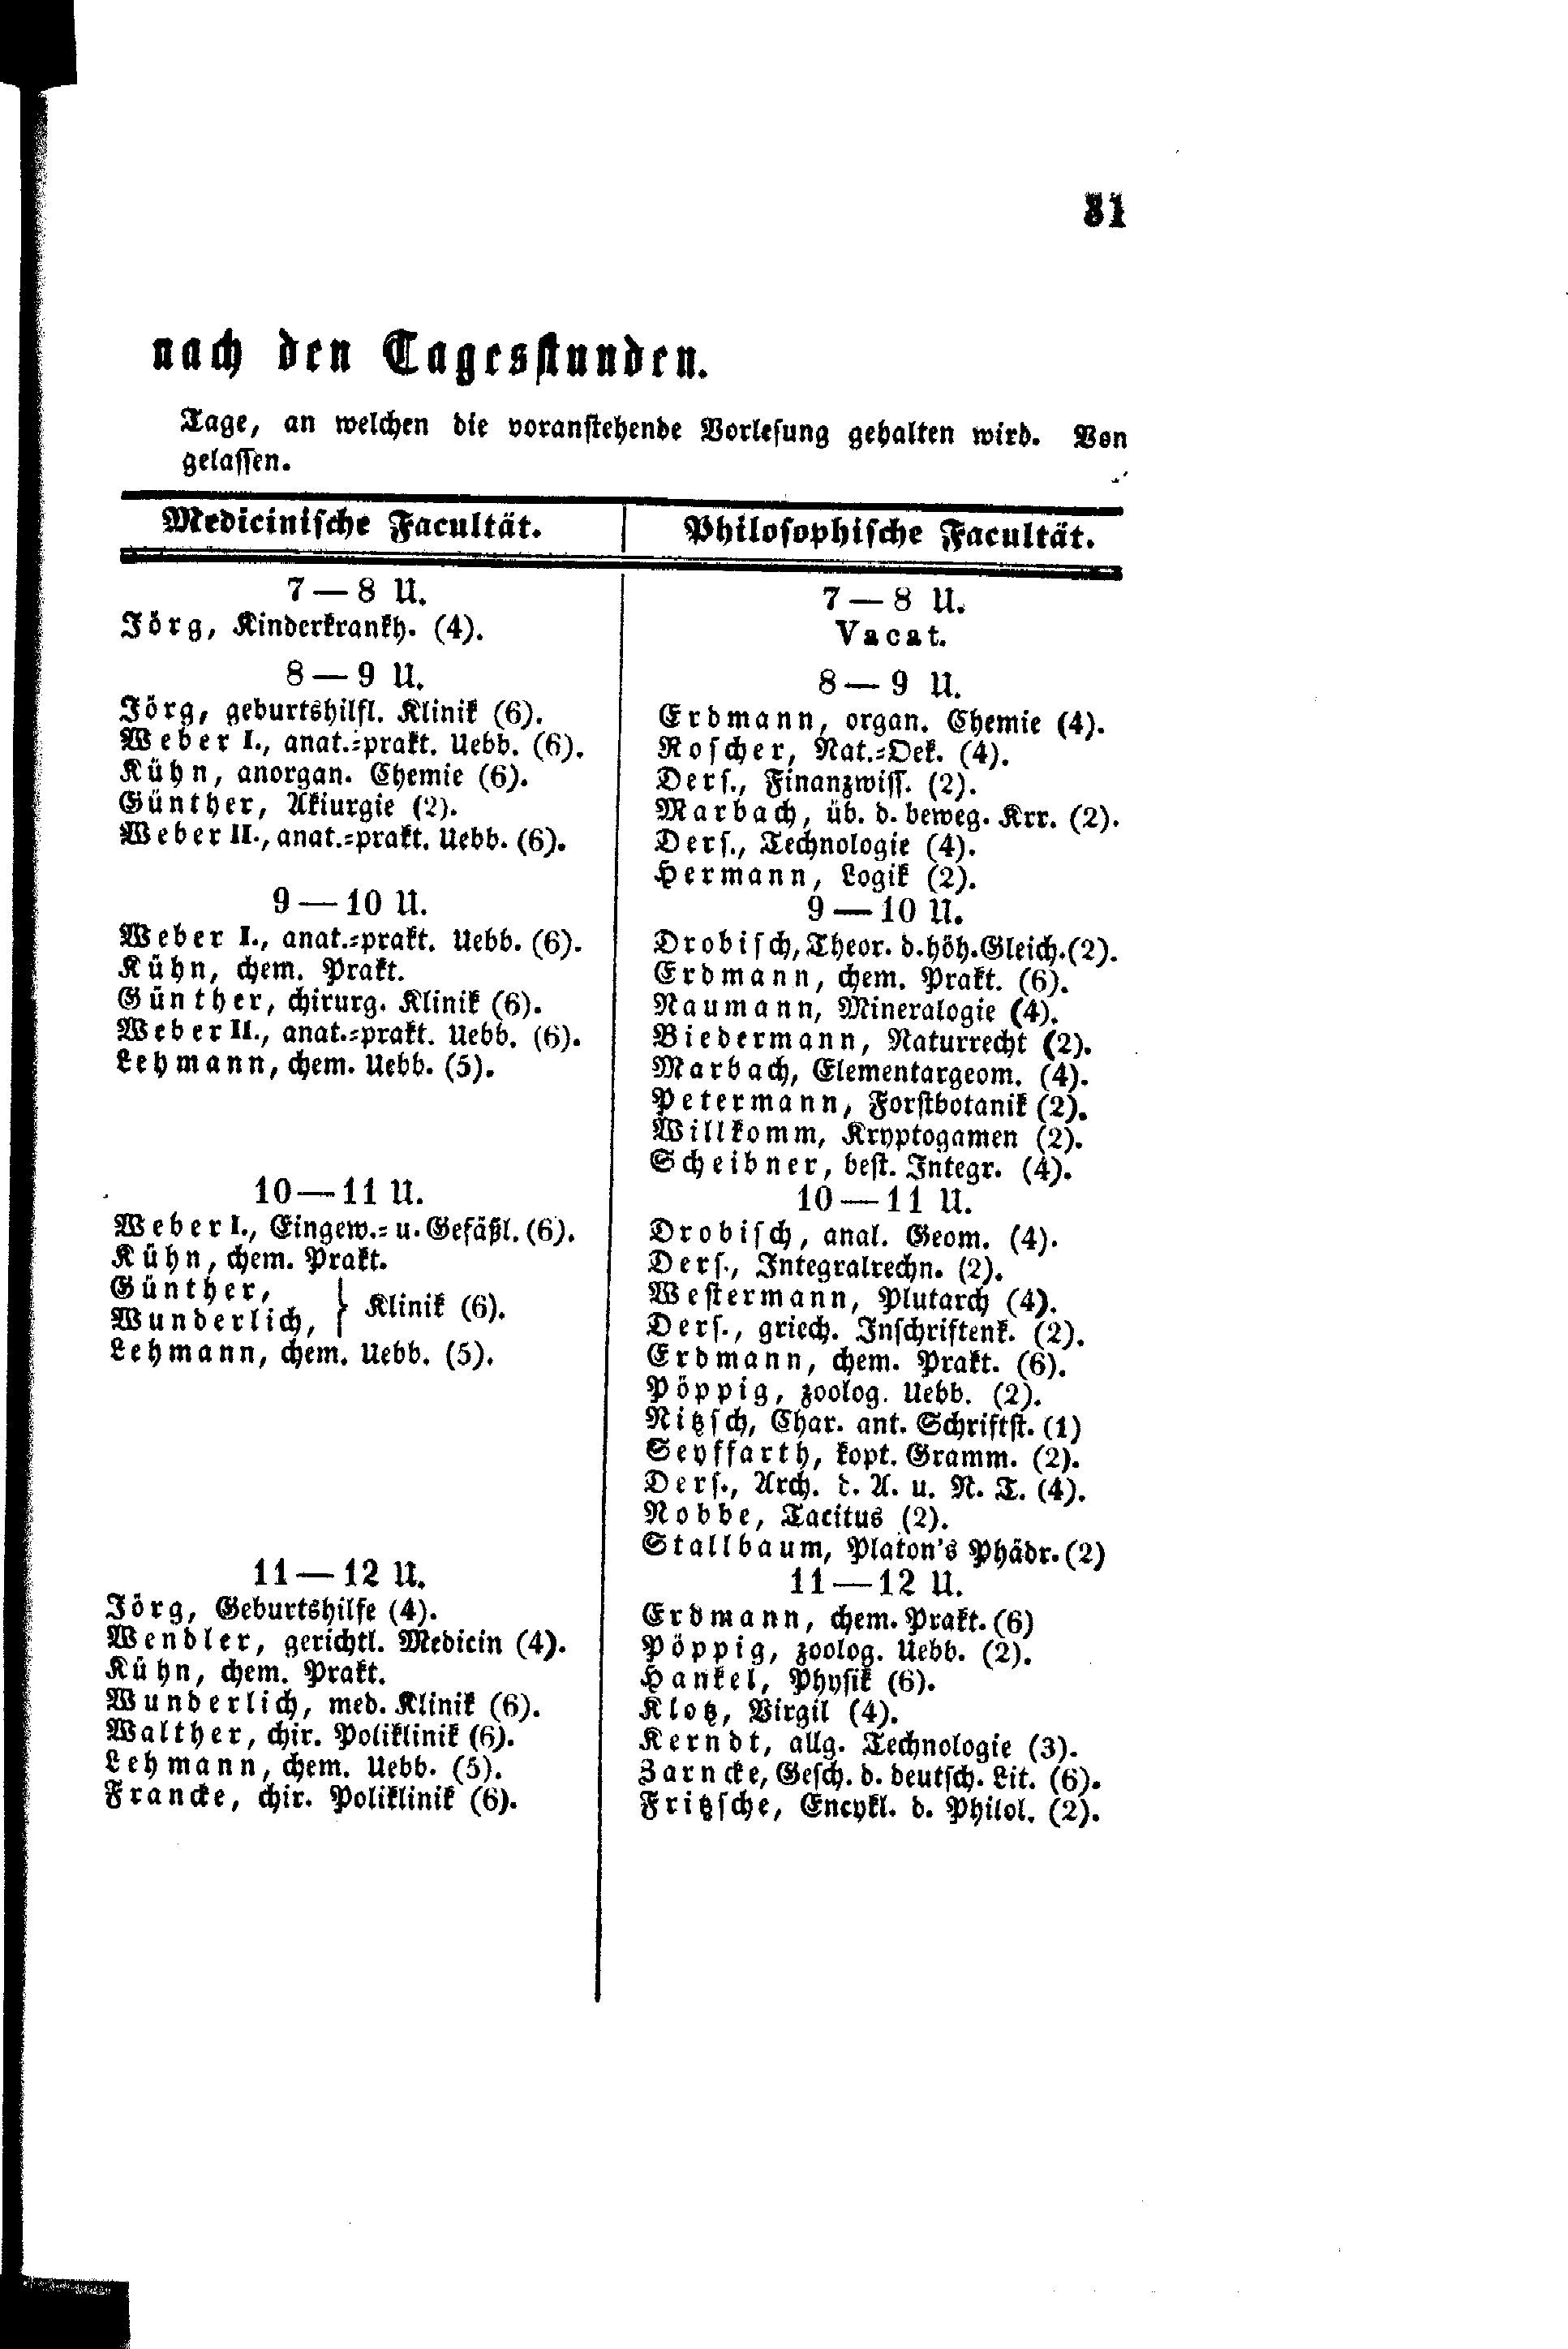 31
nach den Tagesstunden.
Tage, an welchen die voranstehende Vorlesung gehalten wird. Von
gelassen.
Medicinische Facultät.
7—8 U.
Jörg, Kinderkrankh. (4).
8—9 U.
Jörg, geburtshilfl. Klinik (6).
Weber I., anat.-prakt. Uebb. (6).
Kühn, anorgan. Chemie (6).
Günther, Akiurgie (2).
Weber II., anat.-prakt. Uebb. (6).
9—10 U.
Weber I., anat.-prakt. Uebb. (6).
Kühn, chem. Prakt.
Günther, chirurg. Klinik (6).
Weber II., anat.-prakt. Uebb. (6).
Lehmann, chem. Uebb. (5).
10—11 U.
Weber I., Eingew.- u. Gefäßl. (6).
Kühn, chem. Prakt.
Günther,
Wunderlich, } Klinik (6).
Lehmann, chem. Uebb. (5).
11—12 U.
Jörg, Geburtshilfe (4).
Wendler, gerichtl. Medicin (4).
Kühn, chem. Prakt.
Wunderlich, med. Klinik (6).
Walther, chir. Poliklinik (6).
Lehmann, chem. Uebb. (5).
Francke, chir. Poliklinik (6).
Philosophische Facultät.
7—8 U.
Vacat.
8—9 U.
Erdmann, organ. Chemie (4).
Roscher, Nat.-Oek. (4).
Ders., Finanzwiss. (2).
Marbach, üb. d. beweg. Krr. (2).
Ders., Technologie (4).
Hermann, Logik (2).
9—10 U.
Drobisch, Theor. d. höh. Gleich. (2).
Erdmann, chem. Prakt. (6).
Naumann, Mineralogie (4).
Biedermann, Naturrecht (2).
Marbach, Elementargeom. (4).
Petermann, Forstbotanik (2).
Willkomm, Kryptogamen (2).
Scheibner, best. Integr. (4).
10—11 U.
Drobisch, anal. Geom. (4).
Ders., Integralrechn. (2).
Westermann, Plutarch (4).
Ders., griech. Inschriftenk. (2).
Erdmann, chem. Prakt. (6).
Pöppig, zoolog. Uebb. (2).
Nitzsch, Char. ant. Schriftst. (1)
Seyffarth, kopt. Gramm. (2).
Ders., Arch. d. A. u. N. T. (4).
Nobbe, Tacitus (2).
Stallbaum, Platon's Phädr. (2)
11—12 U.
Erdmann, chem. Prakt. (6)
Pöppig, zoolog. Uebb. (2).
Hankel, Physik (6).
Klotz, Virgil (4).
Kerndt, allg. Technologie (3).
Zarncke, Gesch. d. deutsch. Lit. (6).
Fritzsche, Encykl. d. Philol. (2).